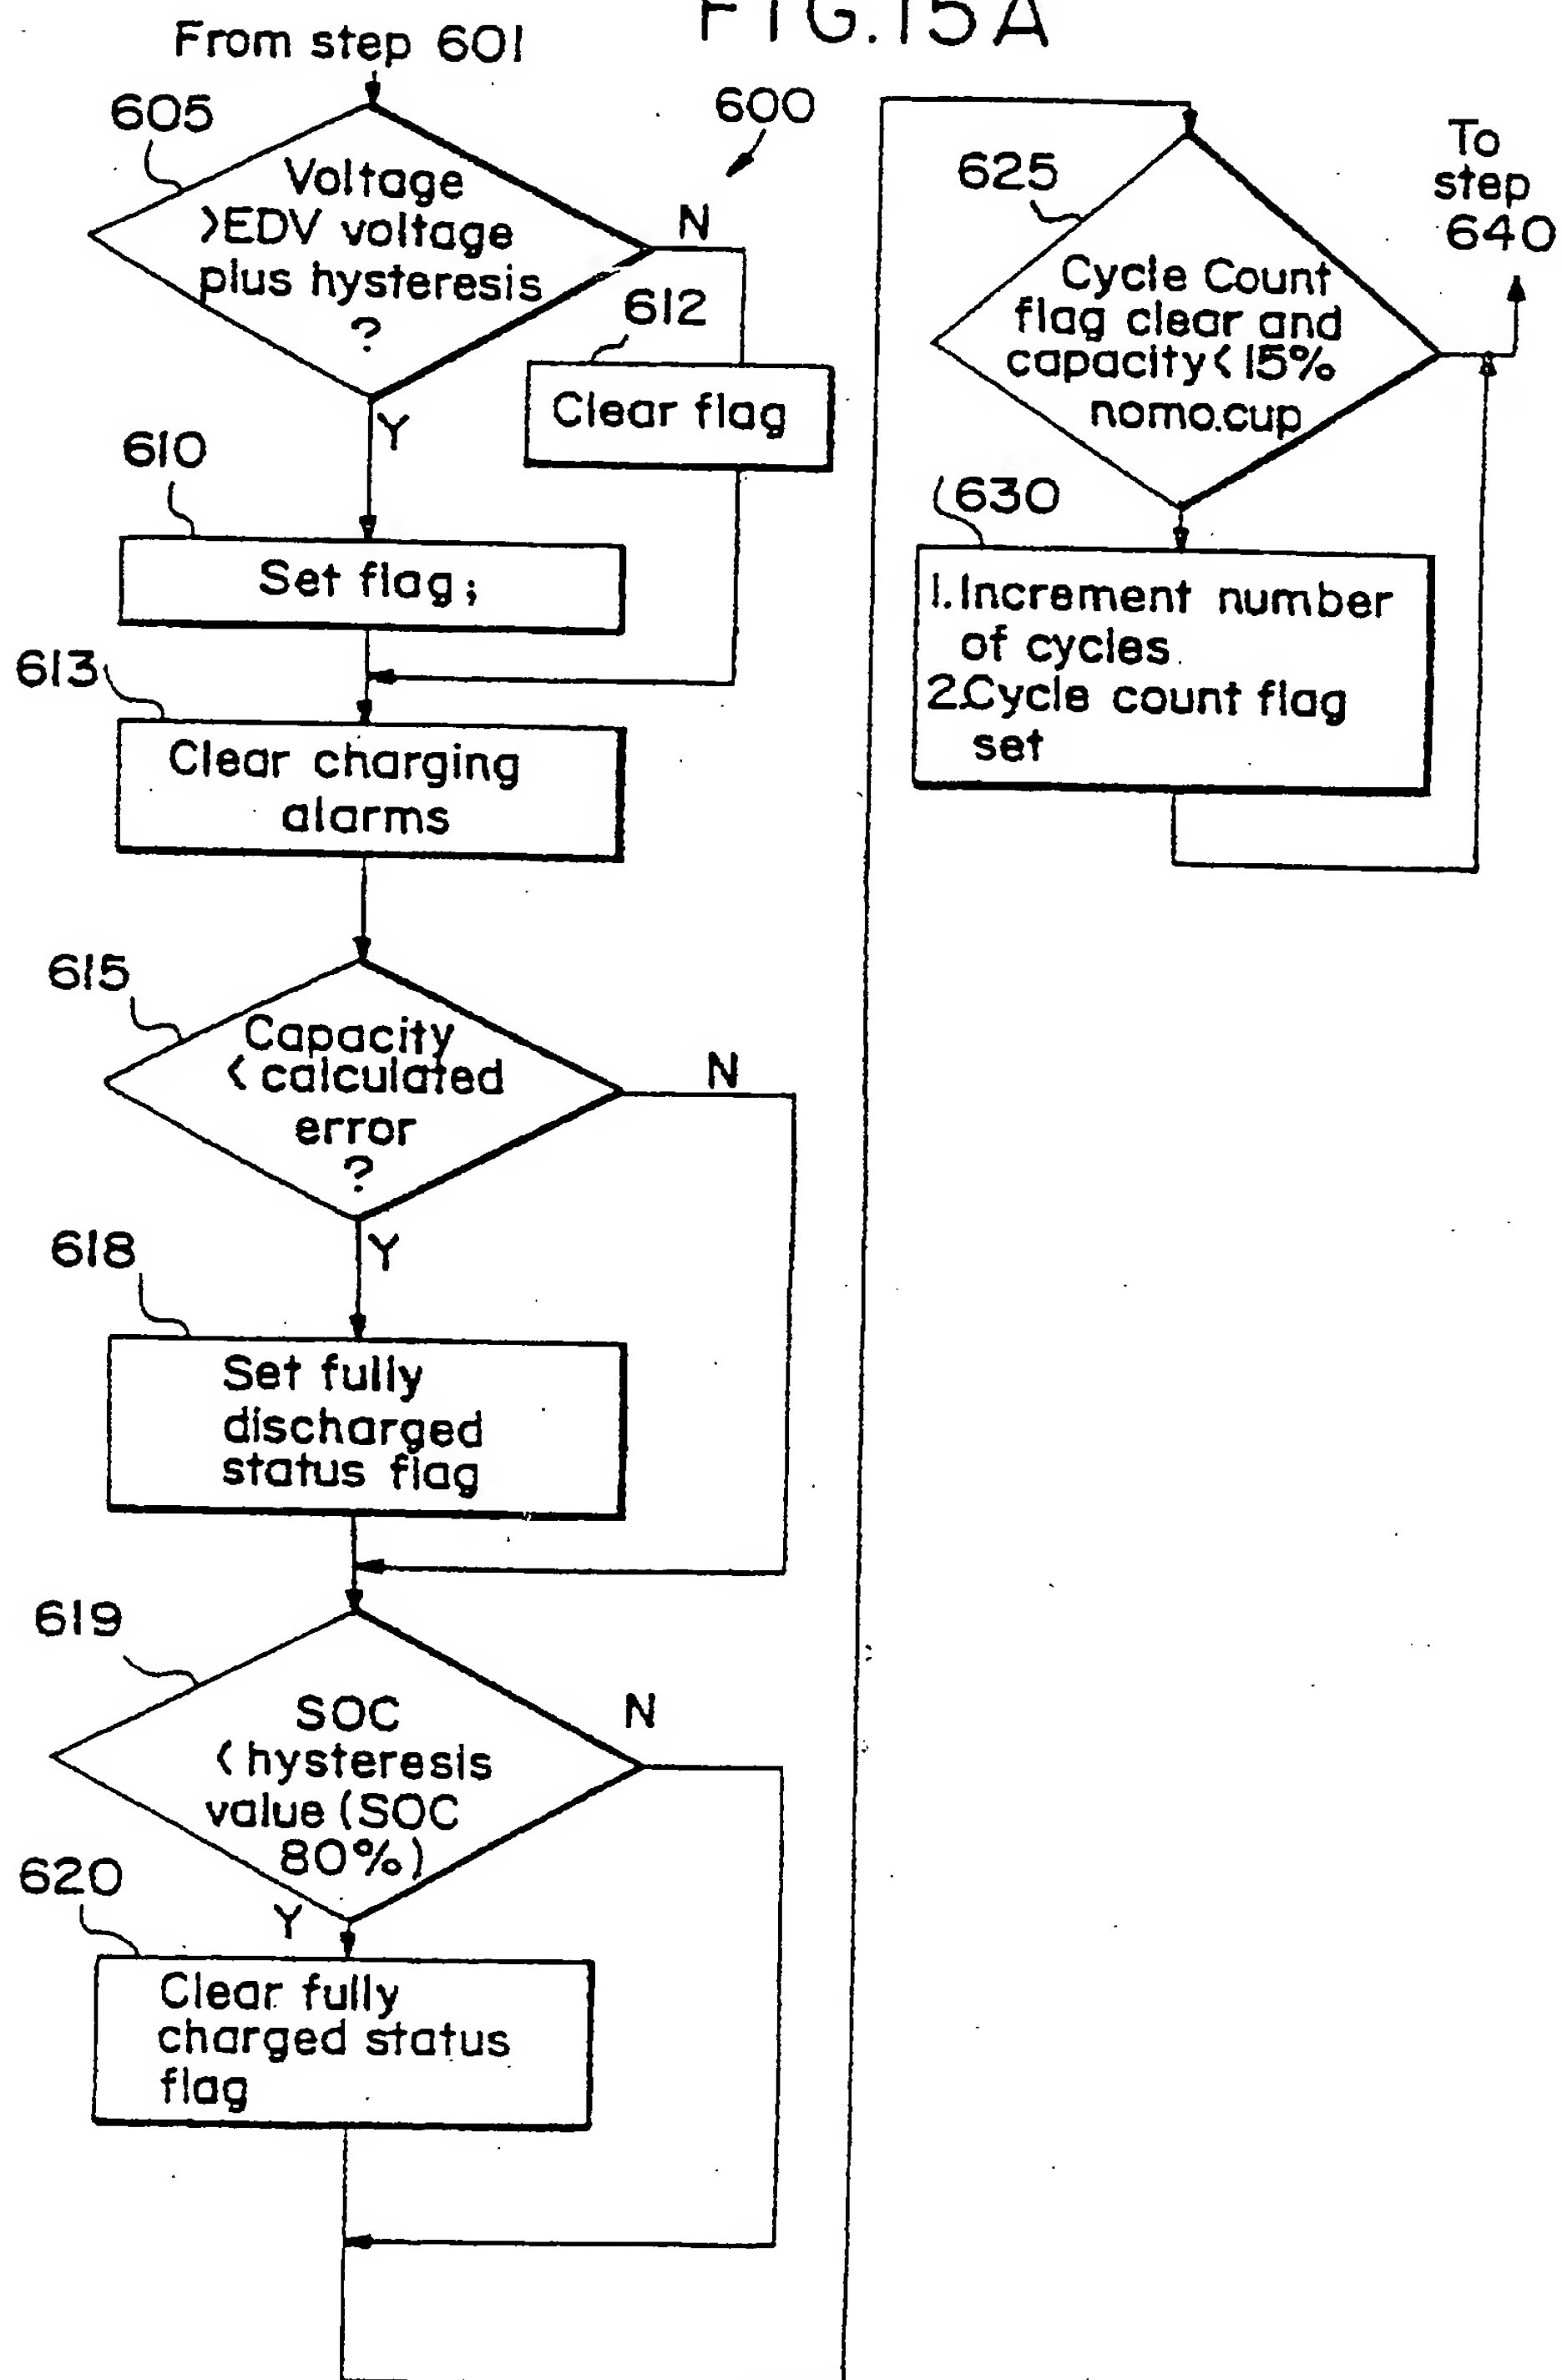 FIG.15A
From step 601
600
605
Voltage
>EDV voltage
plus hysteresis
?
N
612
Clear flag
Y
610
Set flag;
613
Clear charging
alarms
615
Capacity
< calculated
error
?
N
Y
618
Set fully
discharged
status flag
619
SOC
< hysteresis
value (SOC
80%)
N
Y
620
Clear fully
charged status
flag
625
Cycle Count
flag clear and
capacity < 15%
nomo.cup
To
step
640
630
1. Increment number
of cycles.
2. Cycle count flag
set